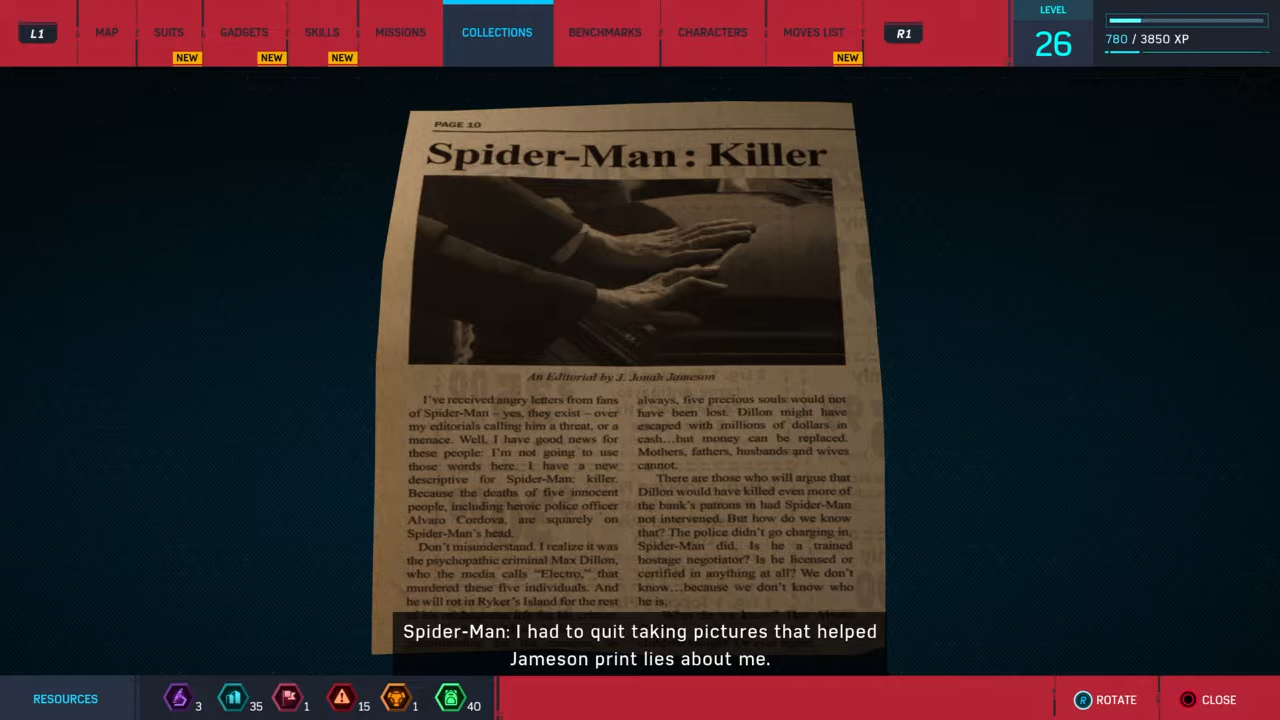 L1
MAP
SUITS
GADGETS
SKILLS
MISSIONS
COLLECTIONS
BENCHMARKS
CHARACTERS
MOVES LIST
R1
NEW
NEW
NEW
NEW
LEVEL
26
780 / 3850 XP
PAGE 10
Spider-Man : Killer
An Editorial by J. Jonah Jameson
I've received angry letters from fans
of Spider-Man – yes, they exist – over
my editorials calling him a threat, or a
menace. Well, I have good news for
these people: I'm not going to use
those words here. I have a new
descriptive for Spider-Man: killer.
Because the deaths of five innocent
people, including heroic police officer
Alvaro Cordova, are squarely on
Spider-Man's head.
Don't misunderstand. I realize it was
the psychopathic criminal Max Dillon,
who the media calls "Electro," that
murdered these five individuals. And
he will rot in Ryker's Island for the rest
always, five precious souls would not
have been lost. Dillon might have
escaped with millions of dollars in
cash...but money can be replaced.
Mothers, fathers, husbands and wives
cannot.
There are those who will argue that
Dillon would have killed even more of
the bank's patrons in had Spider-Man
not intervened. But how do we know
that? The police didn't go charging in,
Spider-Man did. Is he a trained
hostage negotiator? Is he licensed or
certified in anything at all? We don't
know...because we don't know who
he is.
Spider-Man: I had to quit taking pictures that helped
Jameson print lies about me.
RESOURCES
3
35
1
15
1
40
R ROTATE
CLOSE